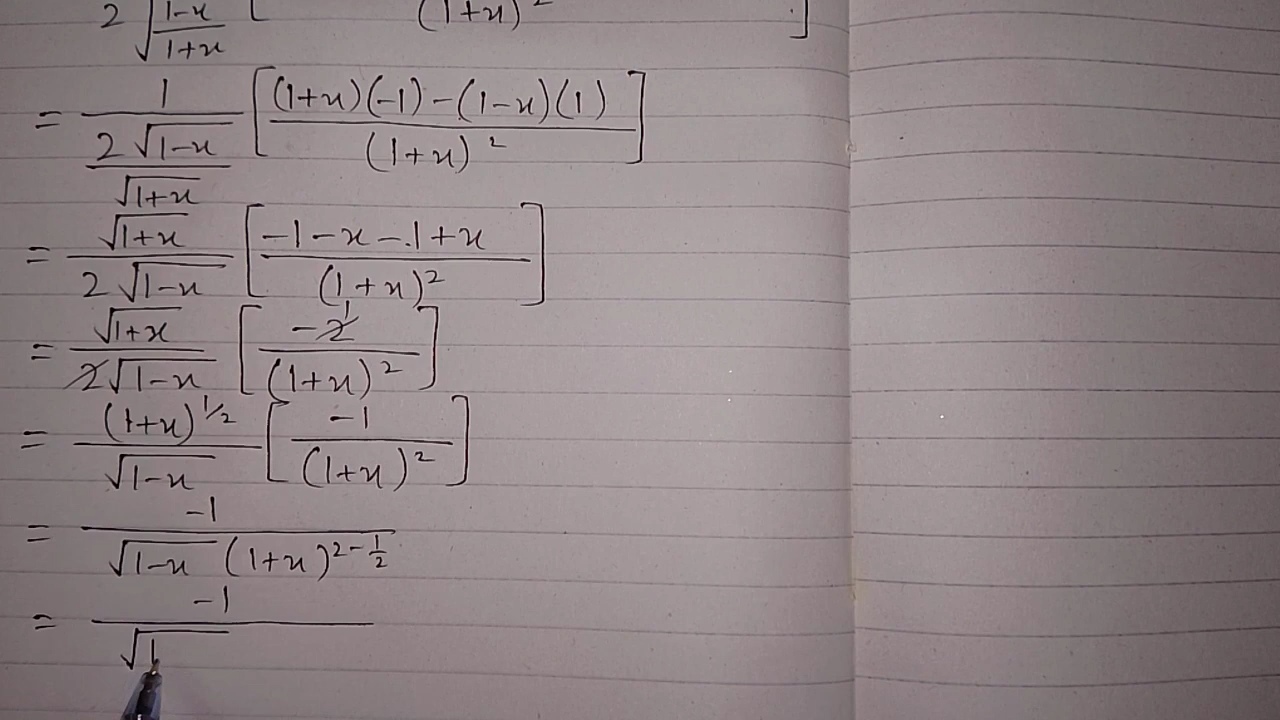 2 √((1-x)/(1+x)) [ (1+x)² ]
= 1/(2√(1-x)/√(1+x)) [((1+x)(-1)-(1-x)(1))/(1+x)²]
= √(1+x)/(2√(1-x)) [(-1-x-1+x)/(1+x)²]
= √(1+x)/(2√(1-x)) [-2/(1+x)²] 1
= (1+x)^(1/2)/√(1-x) [-1/(1+x)²]
= -1/(√(1-x) (1+x)^(2-1/2))
= -1/√1